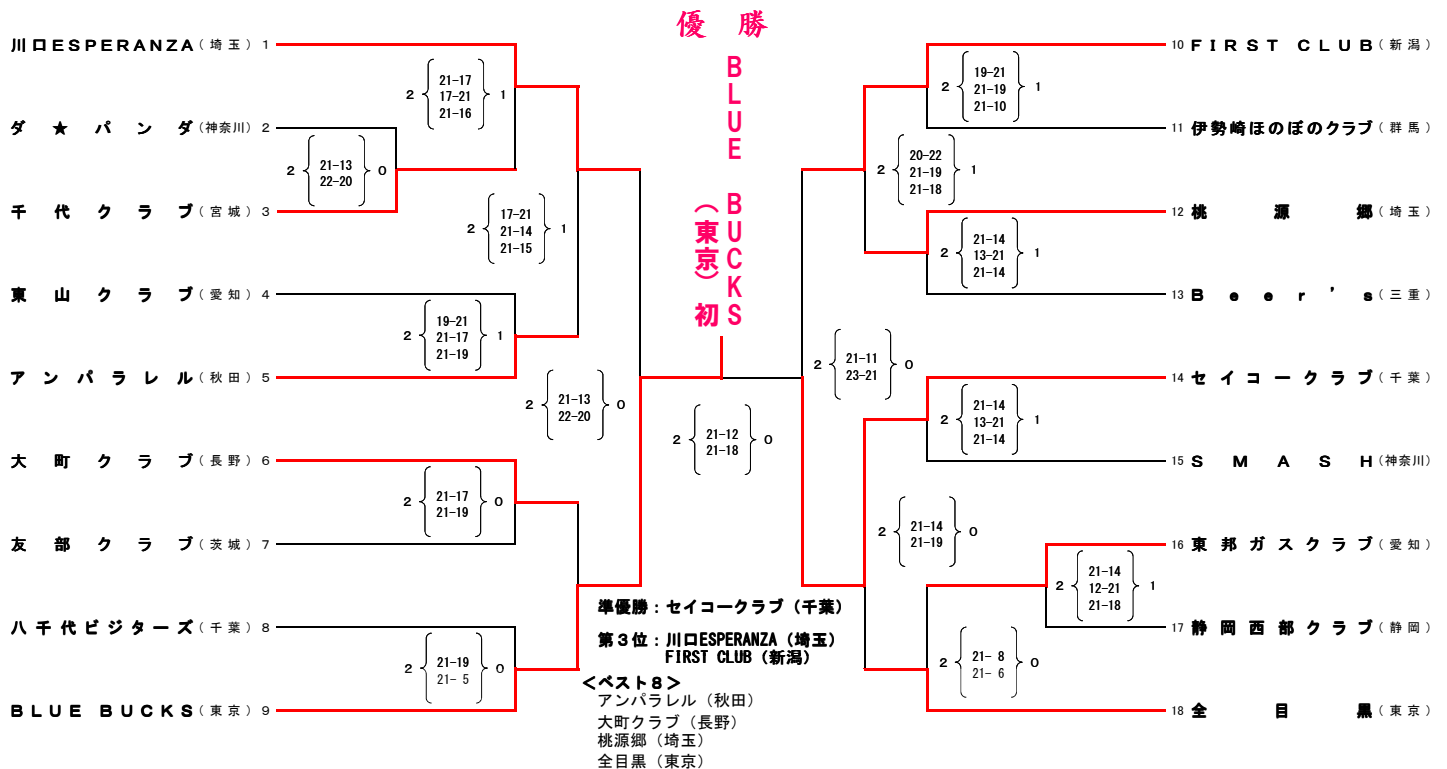 優勝
BLUE BUCKS
（東京）初
川口ESPERANZA（埼玉）1
ダ★パンダ（神奈川）2
千代クラブ（宮城）3
東山クラブ（愛知）4
アンパラレル（秋田）5
大町クラブ（長野）6
友部クラブ（茨城）7
八千代ビジターズ（千葉）8
BLUE BUCKS（東京）9
2 21-17 1
17-21
21-16
2 21-13 0
22-20
2 17-21 1
21-14
21-15
2 19-21 1
21-17
21-19
2 21-13 0
22-20
2 21-17 0
21-19
2 21-19 0
21- 5
2 21-12 0
21-18
10 FIRST CLUB（新潟）
11 伊勢崎ほのぼのクラブ（群馬）
12 桃源郷（埼玉）
13 Beer's（三重）
14 セイコークラブ（千葉）
15 SMASH（神奈川）
16 東邦ガスクラブ（愛知）
17 静岡西部クラブ（静岡）
18 全目黒（東京）
2 19-21 1
21-19
21-10
2 20-22 1
21-19
21-18
2 21-14 1
13-21
21-14
2 21-11 0
23-21
2 21-14 1
13-21
21-14
2 21-14 0
21-19
2 21-14 1
12-21
21-18
2 21- 8 0
21- 6
準優勝：セイコークラブ（千葉）
第３位：川口ESPERANZA（埼玉）
FIRST CLUB（新潟）
＜ベスト８＞
アンパラレル（秋田）
大町クラブ（長野）
桃源郷（埼玉）
全目黒（東京）